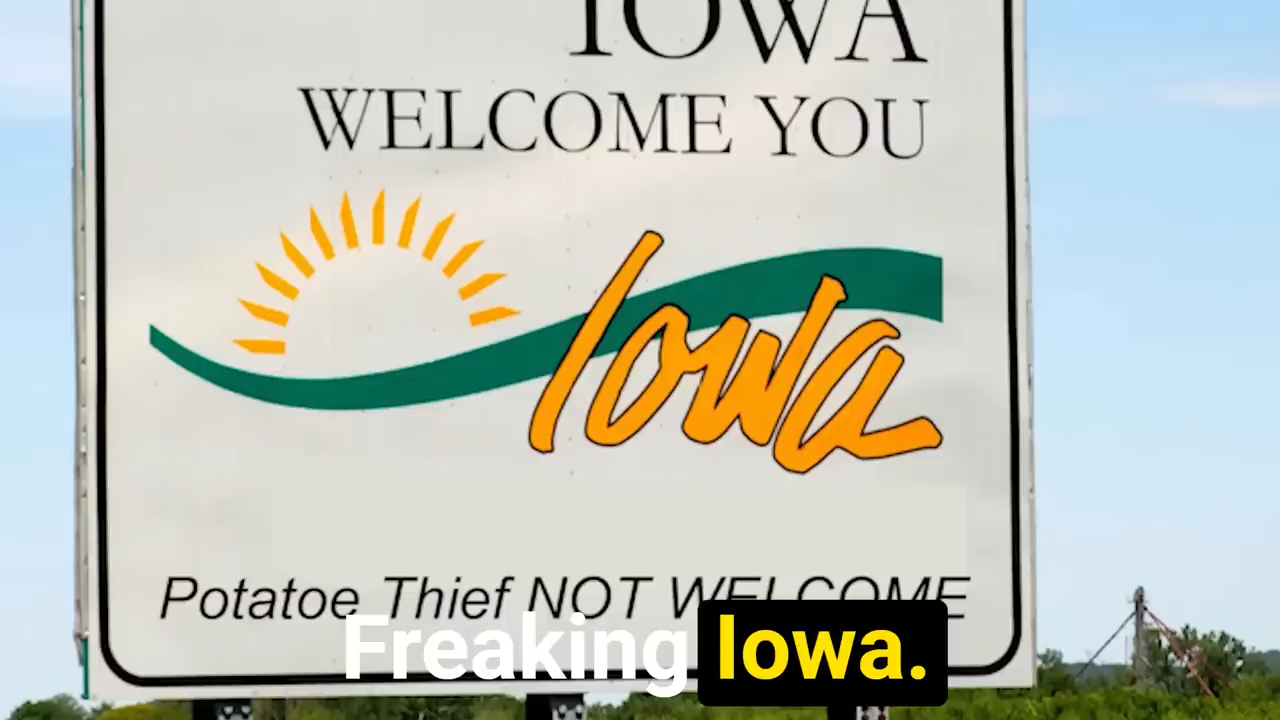 IOWA
WELCOME YOU
Iowa
Potatoe Thief NOT WELCOME
Freaking Iowa.